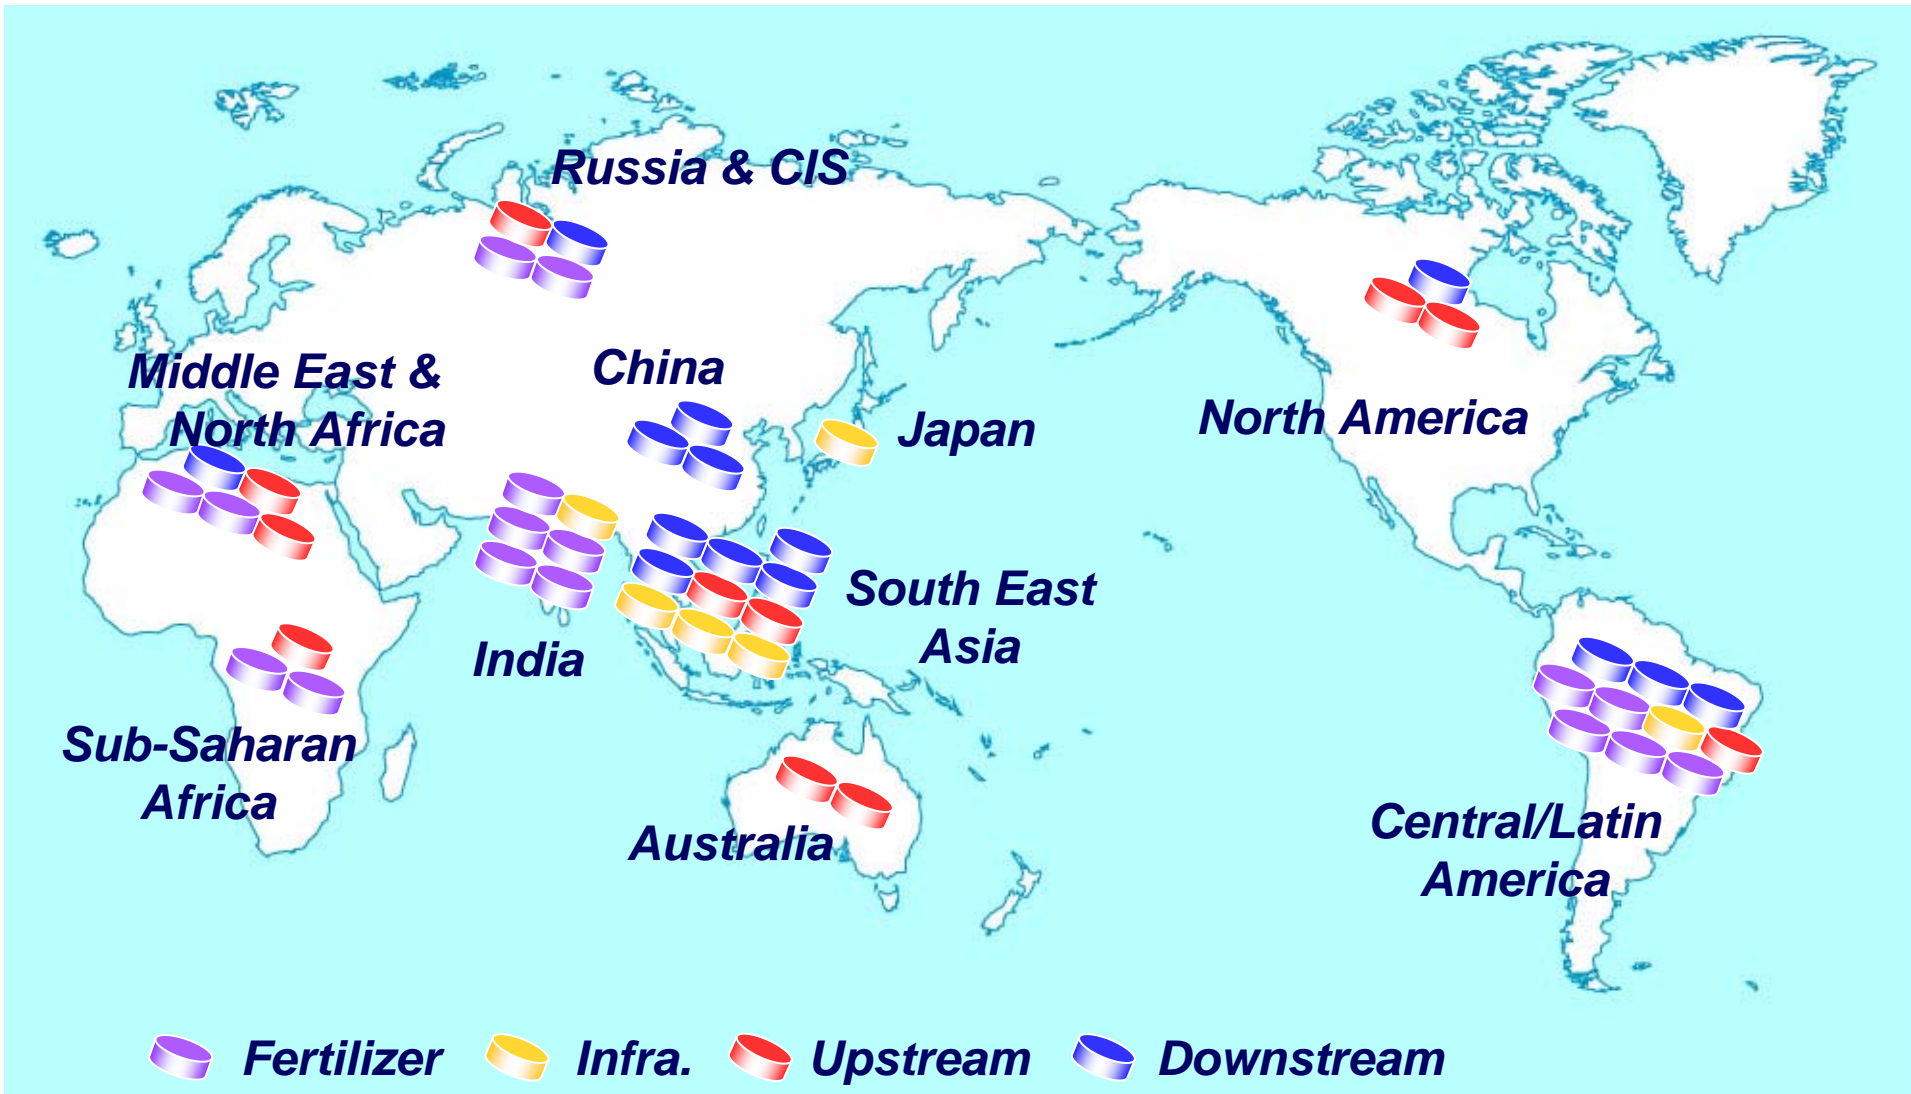 Russia & CIS
Middle East &
North Africa
China
Japan
North America
South East
Asia
India
Sub-Saharan
Africa
Australia
Central/Latin
America
Fertilizer
Infra.
Upstream
Downstream